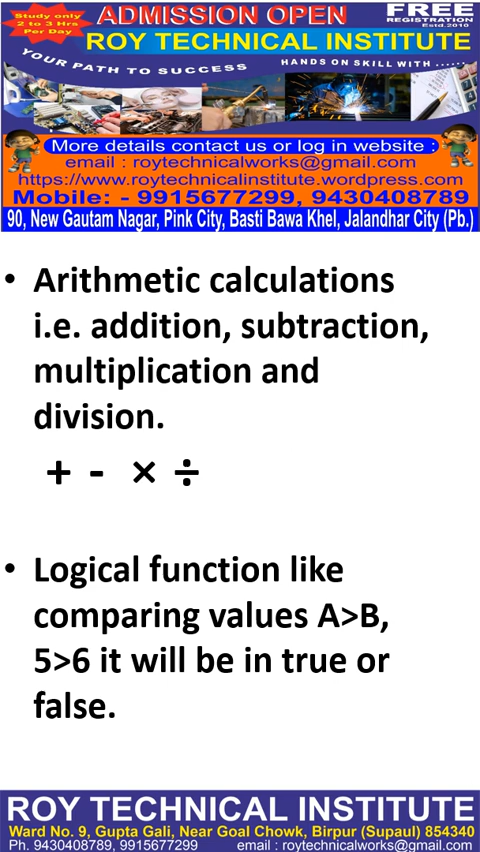 Study only
2 to 3 Hrs
Per Day
ADMISSION OPEN
FREE
REGISTRATION
Estd.2010
ROY TECHNICAL INSTITUTE
YOUR PATH TO SUCCESS
HANDS ON SKILL WITH ......
More details contact us or log in website :
email : roytechnicalworks@gmail.com
https://www.roytechnicalinstitute.wordpress.com
Mobile: - 9915677299, 9430408789
90, New Gautam Nagar, Pink City, Basti Bawa Khel, Jalandhar City (Pb.)
• Arithmetic calculations
i.e. addition, subtraction,
multiplication and
division.
+ - × ÷
• Logical function like
comparing values A>B,
5>6 it will be in true or
false.
ROY TECHNICAL INSTITUTE
Ward No. 9, Gupta Gali, Near Goal Chowk, Birpur (Supaul) 854340
Ph. 9430408789, 9915677299 email : roytechnicalworks@gmail.com